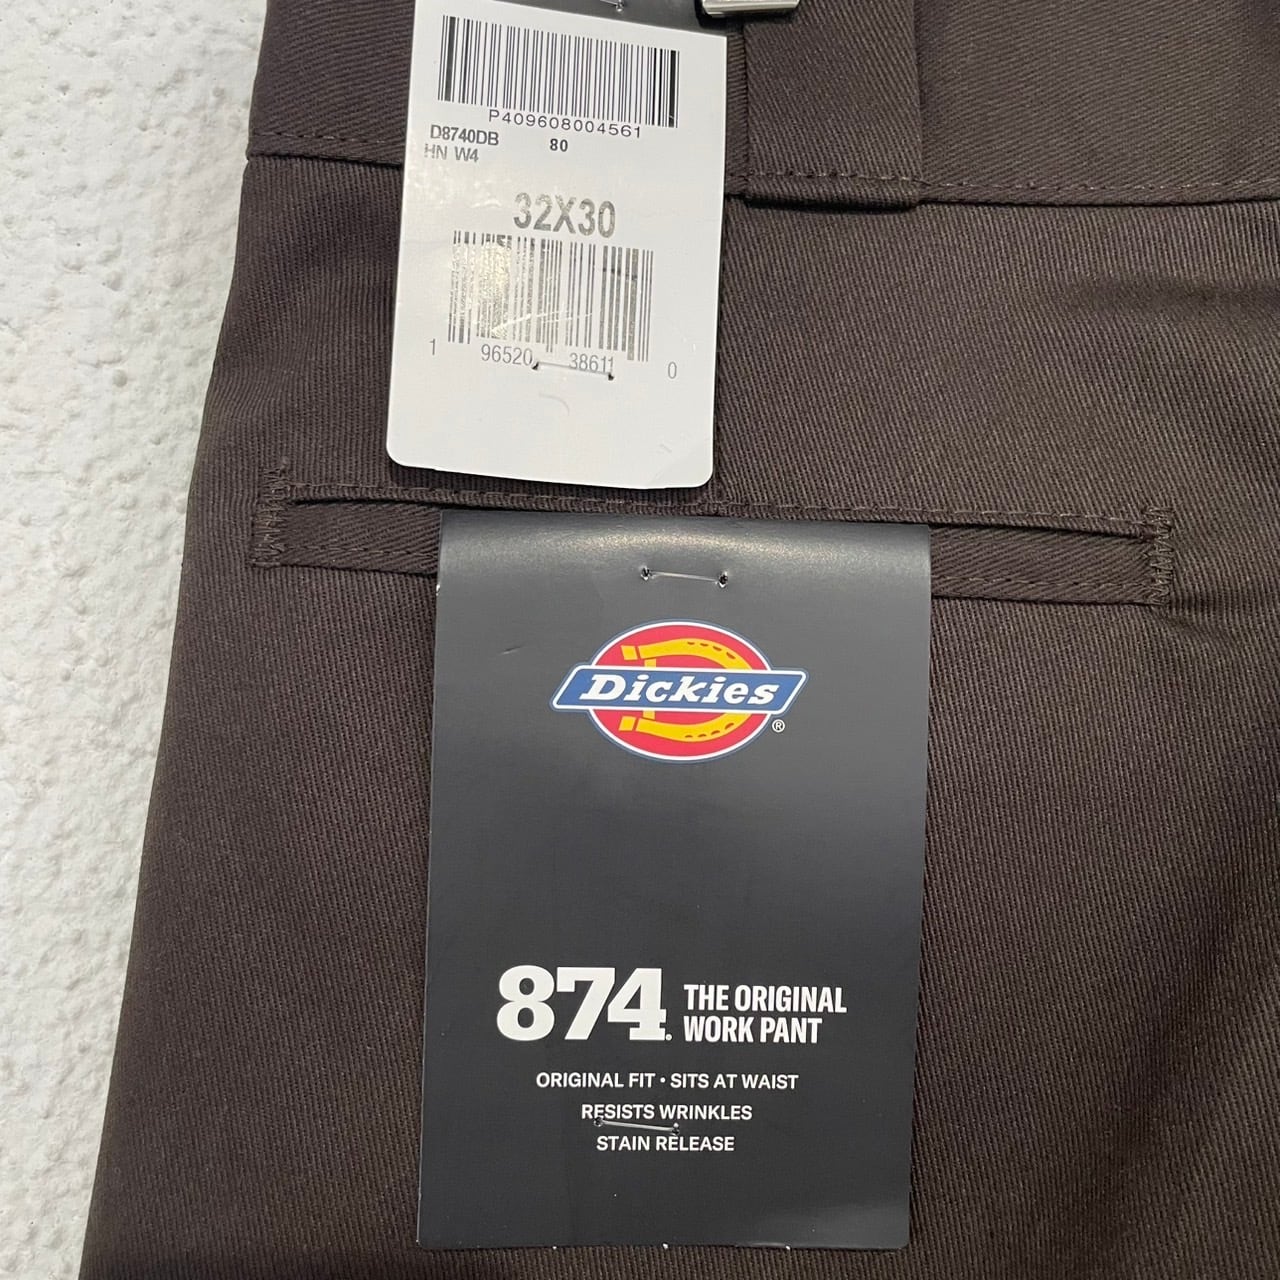 P409608004561
D8740DB
80
HN W4
32X30
1 96520 38611 0
Dickies
®
874. THE ORIGINAL
WORK PANT
ORIGINAL FIT • SITS AT WAIST
RESISTS WRINKLES
STAIN RELEASE